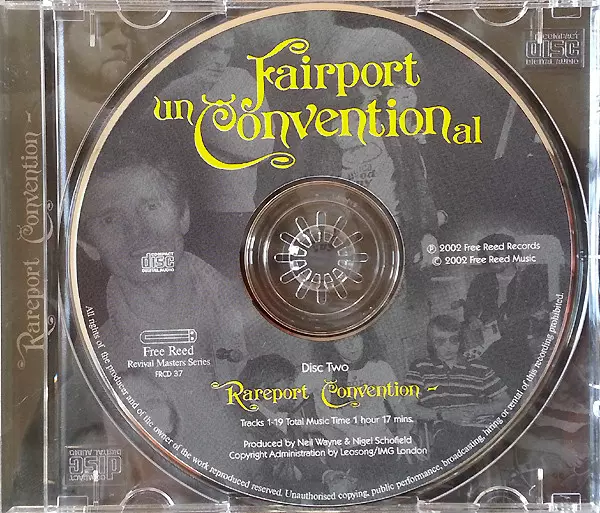 Fairport
unConventional
COMPACT
disc
DIGITAL AUDIO
Rareport Convention ~
℗ 2002 Free Reed Records
© 2002 Free Reed Music
COMPACT
disc
DIGITAL AUDIO
Free Reed
Revival Masters Series
FRCD 37
Disc Two
Rareport Convention ~
Tracks 1-19 Total Music Time 1 hour 17 mins.
Produced by Neil Wayne & Nigel Schofield
Copyright Administration by Leosong/IMG London
All rights of the producer and of the owner of the work reproduced reserved. Unauthorised copying, public performance, broadcasting, hiring or rental of this recording prohibited.
COMPACT
disc
DIGITAL AUDIO